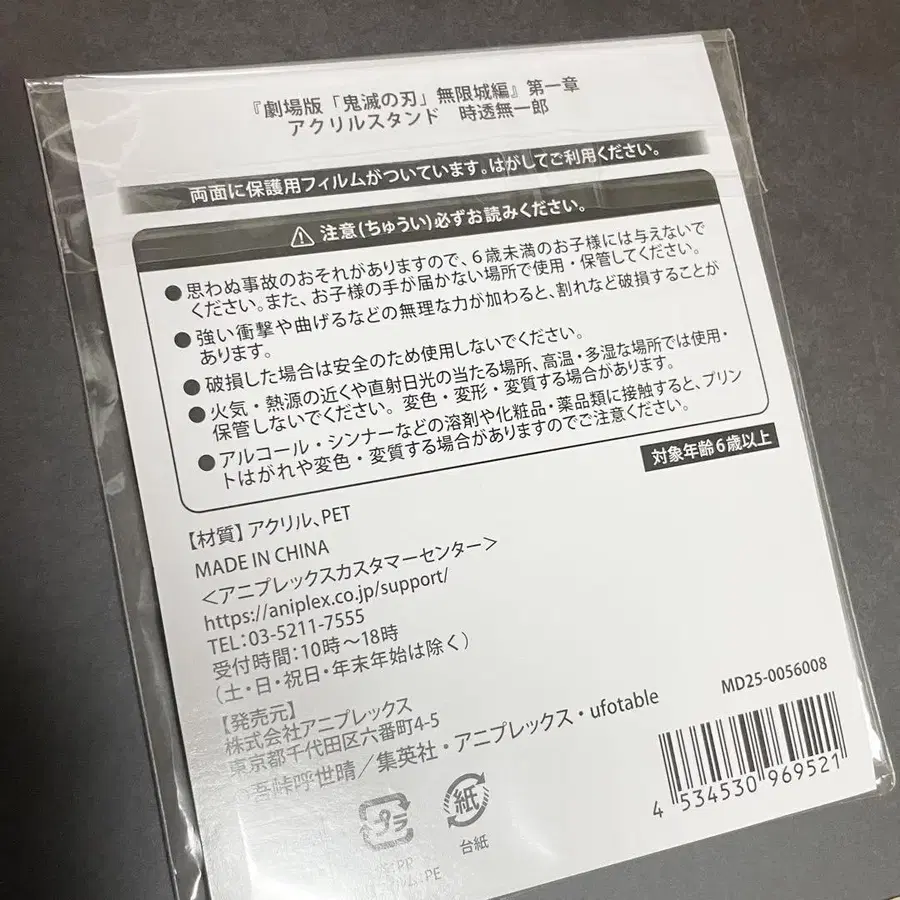 『劇場版「鬼滅の刃」無限城編』第一章
アクリルスタンド 時透無一郎
両面に保護用フィルムがついています。はがしてご利用ください。
注意(ちゅうい)必ずお読みください。
●思わぬ事故のおそれがありますので、6歳未満のお子様には与えないで
ください。また、お子様の手が届かない場所で使用・保管してください。
●強い衝撃や曲げるなどの無理な力が加わると、割れなど破損することが
あります。
●破損した場合は安全のため使用しないでください。
●火気・熱源の近くや直射日光の当たる場所、高温・多湿な場所では使用・
保管しないでください。変色・変形・変質する場合があります。
●アルコール・シンナーなどの溶剤や化粧品・薬品類に接触すると、プリン
トはがれや変色・変質する場合がありますのでご注意ください。
対象年齢6歳以上
【材質】アクリル、PET
MADE IN CHINA
<アニプレックスカスタマーセンター>
https://aniplex.co.jp/support/
TEL:03-5211-7555
受付時間:10時~18時
(土・日・祝日・年末年始は除く)
【発売元】
株式会社アニプレックス
東京都千代田区六番町4-5
吾峠呼世晴/集英社・アニプレックス・ufotable
MD25-0056008
4 534530 969521
プラ
紙
台紙
PP
PE